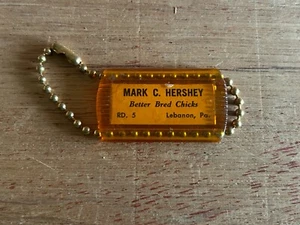 MARK C. HERSHEY
Better Bred Chicks
RD. 5 Lebanon, Pa.